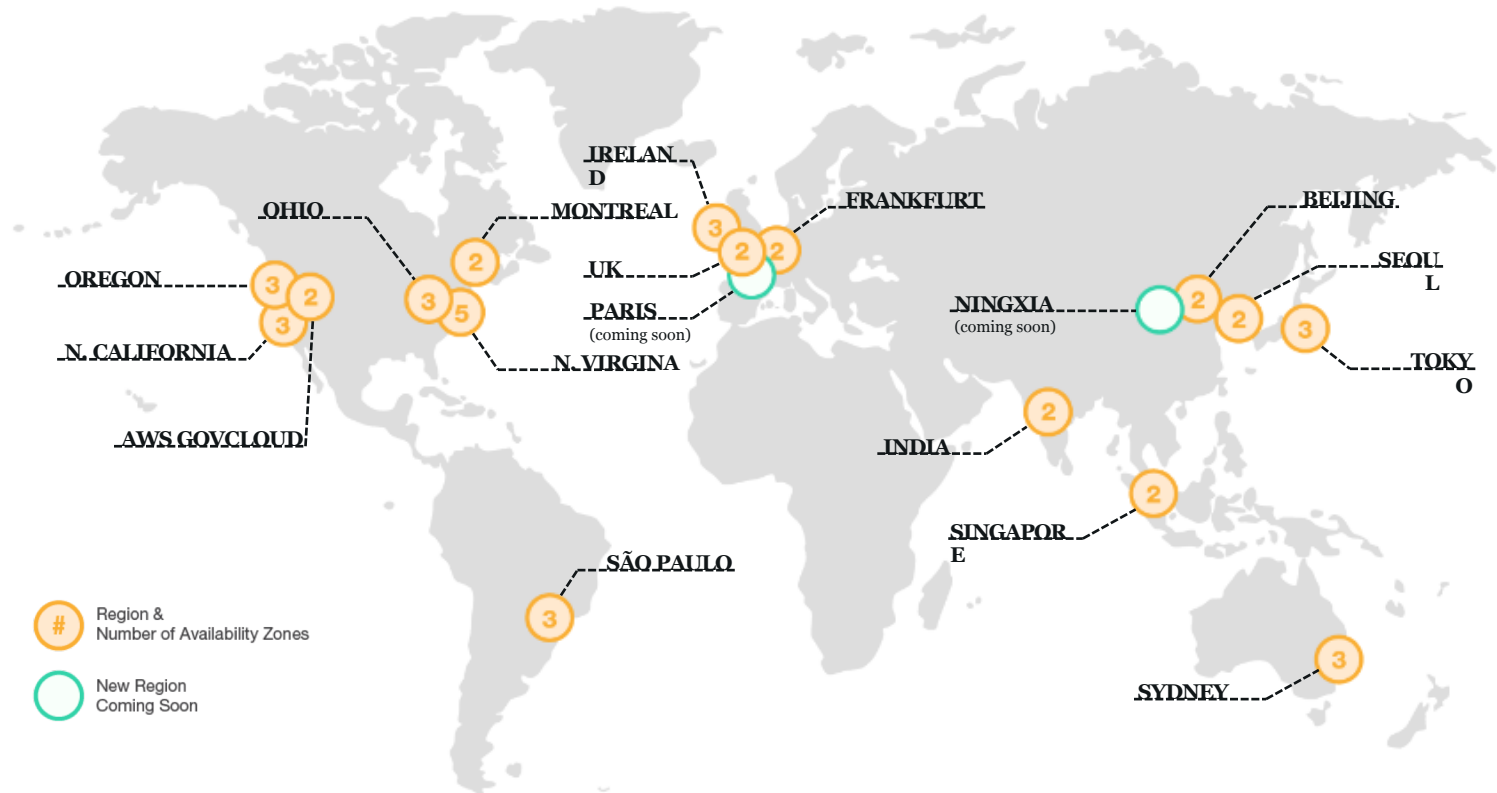 IRELAN
D
OHIO
MONTREAL
FRANKFURT
BEIJING
SEOU
L
OREGON
UK
PARIS
(coming soon)
NINGXIA
(coming soon)
N. CALIFORNIA
N. VIRGINA
TOKY
O
AWS GOVCLOUD
INDIA
SINGAPOR
E
SÃO PAULO
SYDNEY
3
2
3
2
2
3
2
3
3
5
2
2
3
2
2
3
3
# Region &
Number of Availability Zones
New Region
Coming Soon